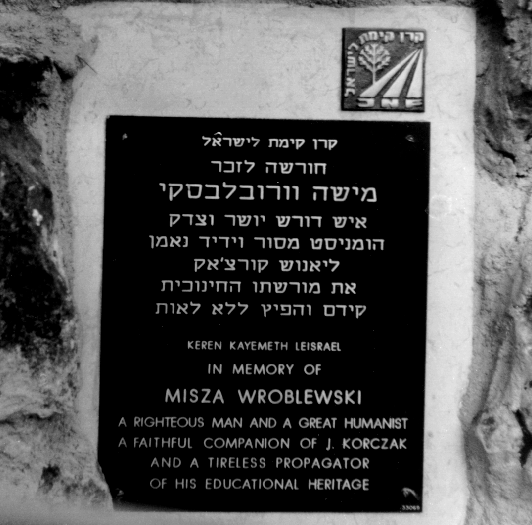 קרן קימת לישראל
JNF
קרן קימת לישראל
חורשה לזכר
מישה וורובלבסקי
איש דורש יושר וצדק
הומניסט מסור וידיד נאמן
ליאנוש קורצ'אק
את מורשתו החינוכית
קידם והפיץ ללא לאות
KEREN KAYEMETH LEISRAEL
IN MEMORY OF
MISZA WROBLEWSKI
A RIGHTEOUS MAN AND A GREAT HUMANIST
A FAITHFUL COMPANION OF J. KORCZAK
AND A TIRELESS PROPAGATOR
OF HIS EDUCATIONAL HERITAGE